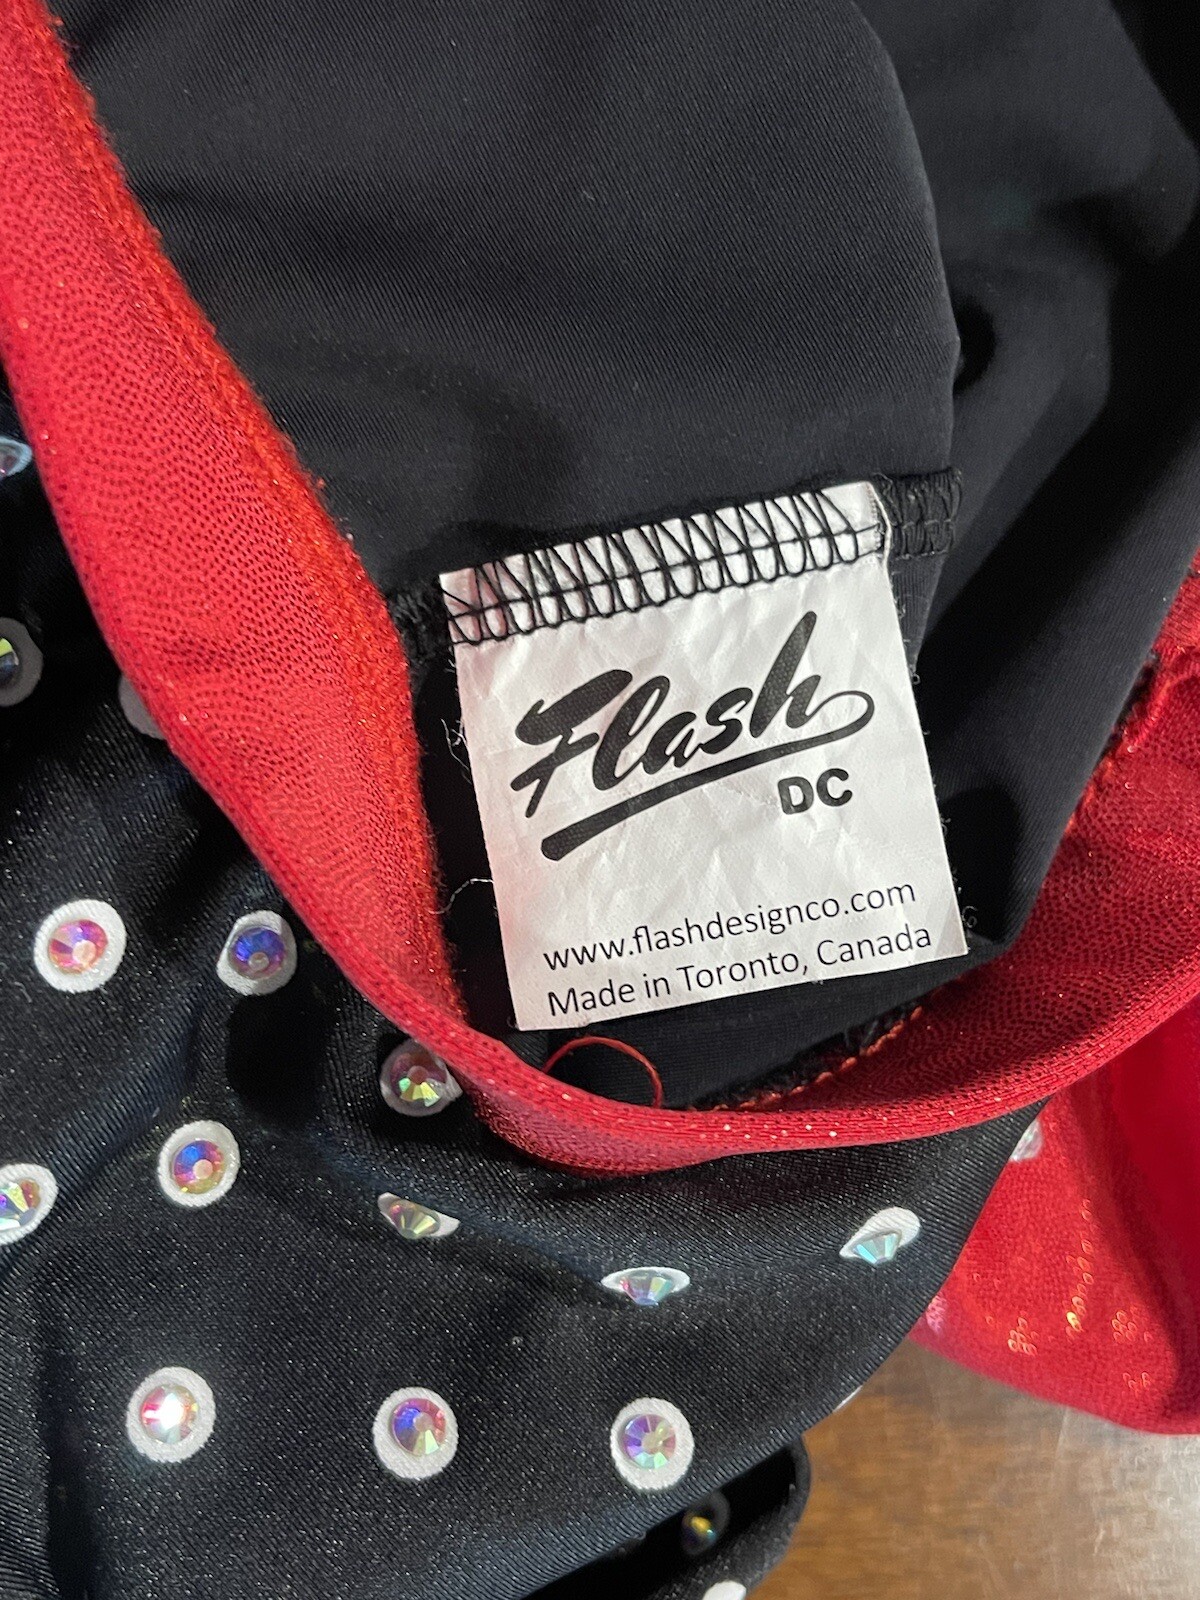 Flash
DC
www.flashdesignco.com
Made in Toronto, Canada